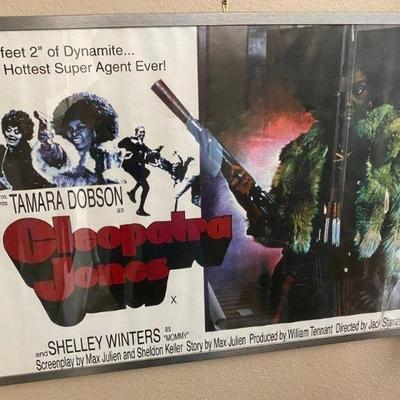 feet 2" of Dynamite...
Hottest Super Agent Ever!
TAMARA DOBSON
as
Cleopatra
Jones
X
and SHELLEY WINTERS as "MOMMY"
Screenplay by Max Julien and Sheldon Keller Story by Max Julien Produced by William Tennant Directed by Jack Starrett